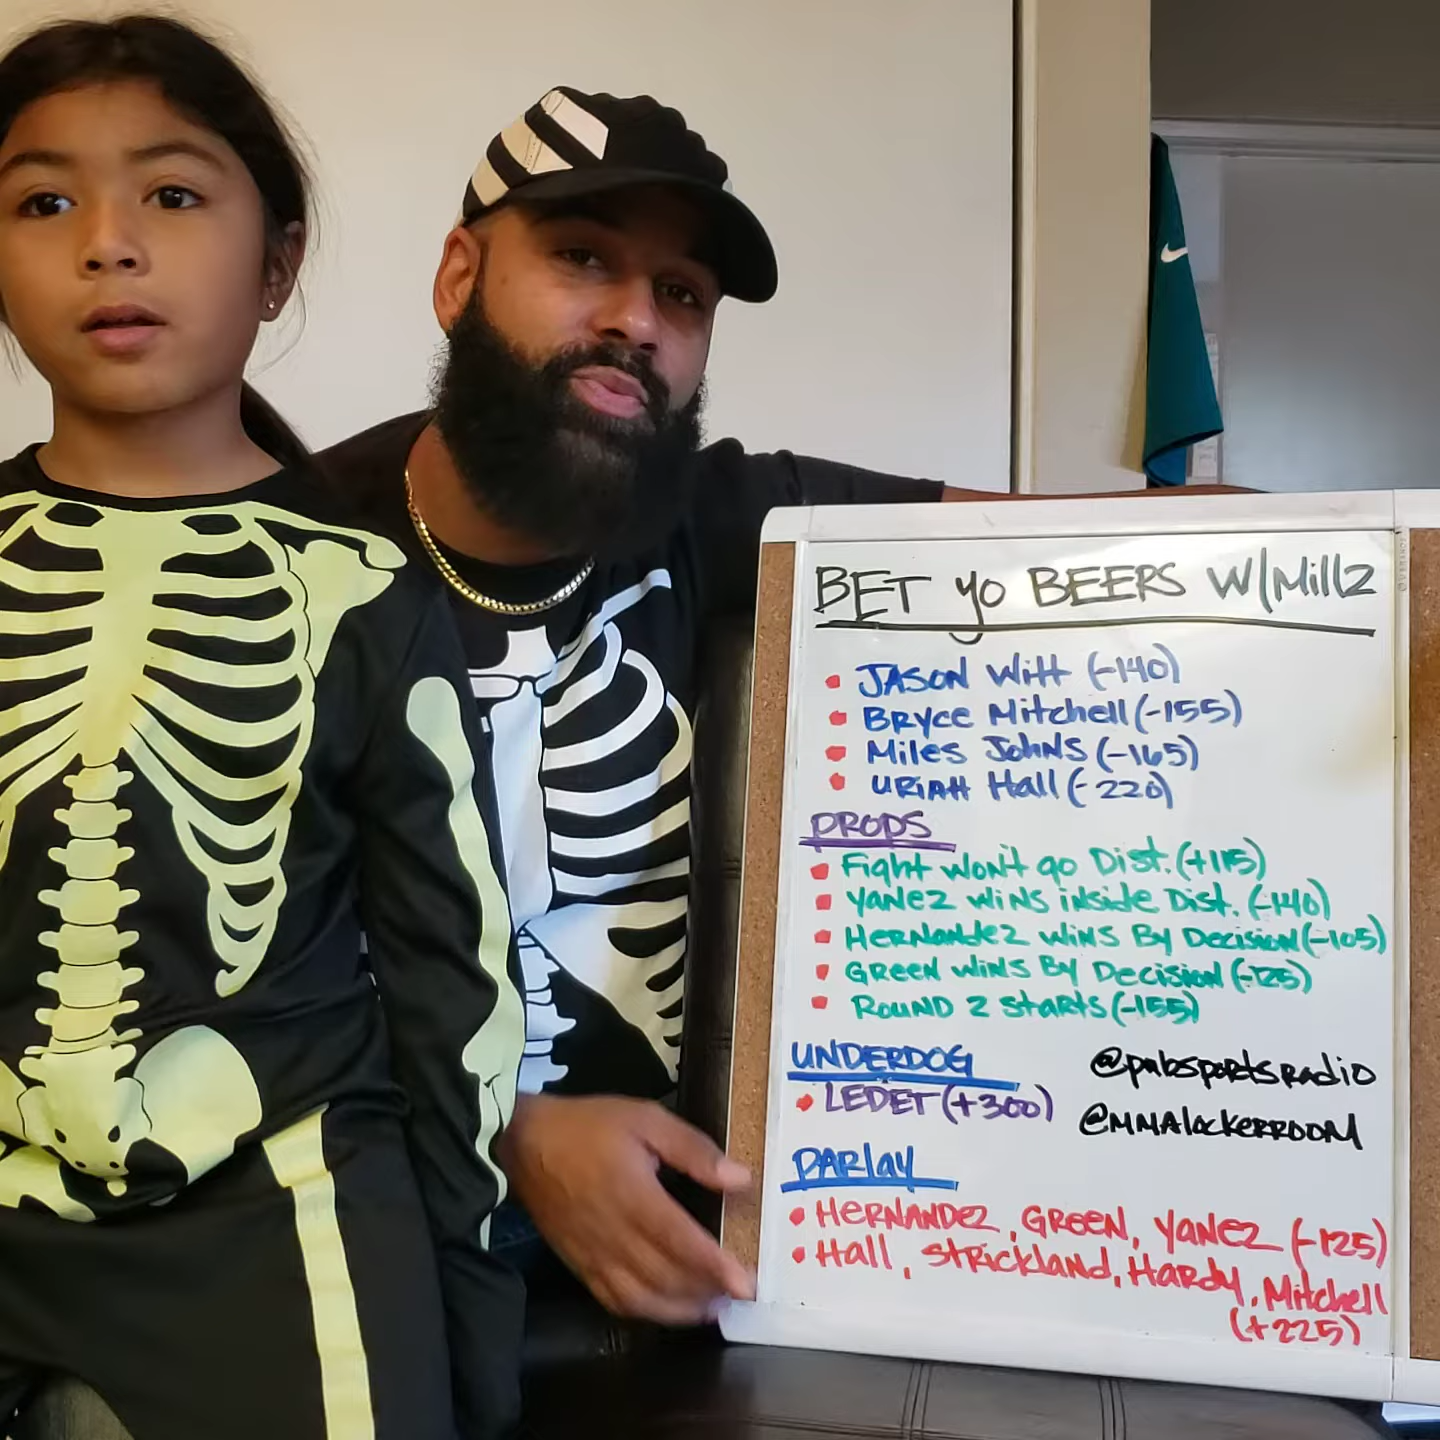 BET yo BEERS W/Millz
• JASON Witt (-140)
• BRyce Mitchell (-155)
• Miles JohNS (-165)
• URiAH Hall (-220)
PROPS
• Fight won't go Dist. (+115)
• YANez wiNS iNSide Dist. (-140)
• HeRNANdez wiNS By DecisioN (-105)
• GReeN wiNS By DecisioN (-125)
• ROUND 2 StaRtS (-155)
UNDERDOG
• LEDET (+300)
@pubsportsRadio
@MMAlockeRROOM
PARlay
• HeRNANDez, GReeN, YANez (-125)
• Hall, StRicklaNd, HaRdy, Mitchell
(+225)